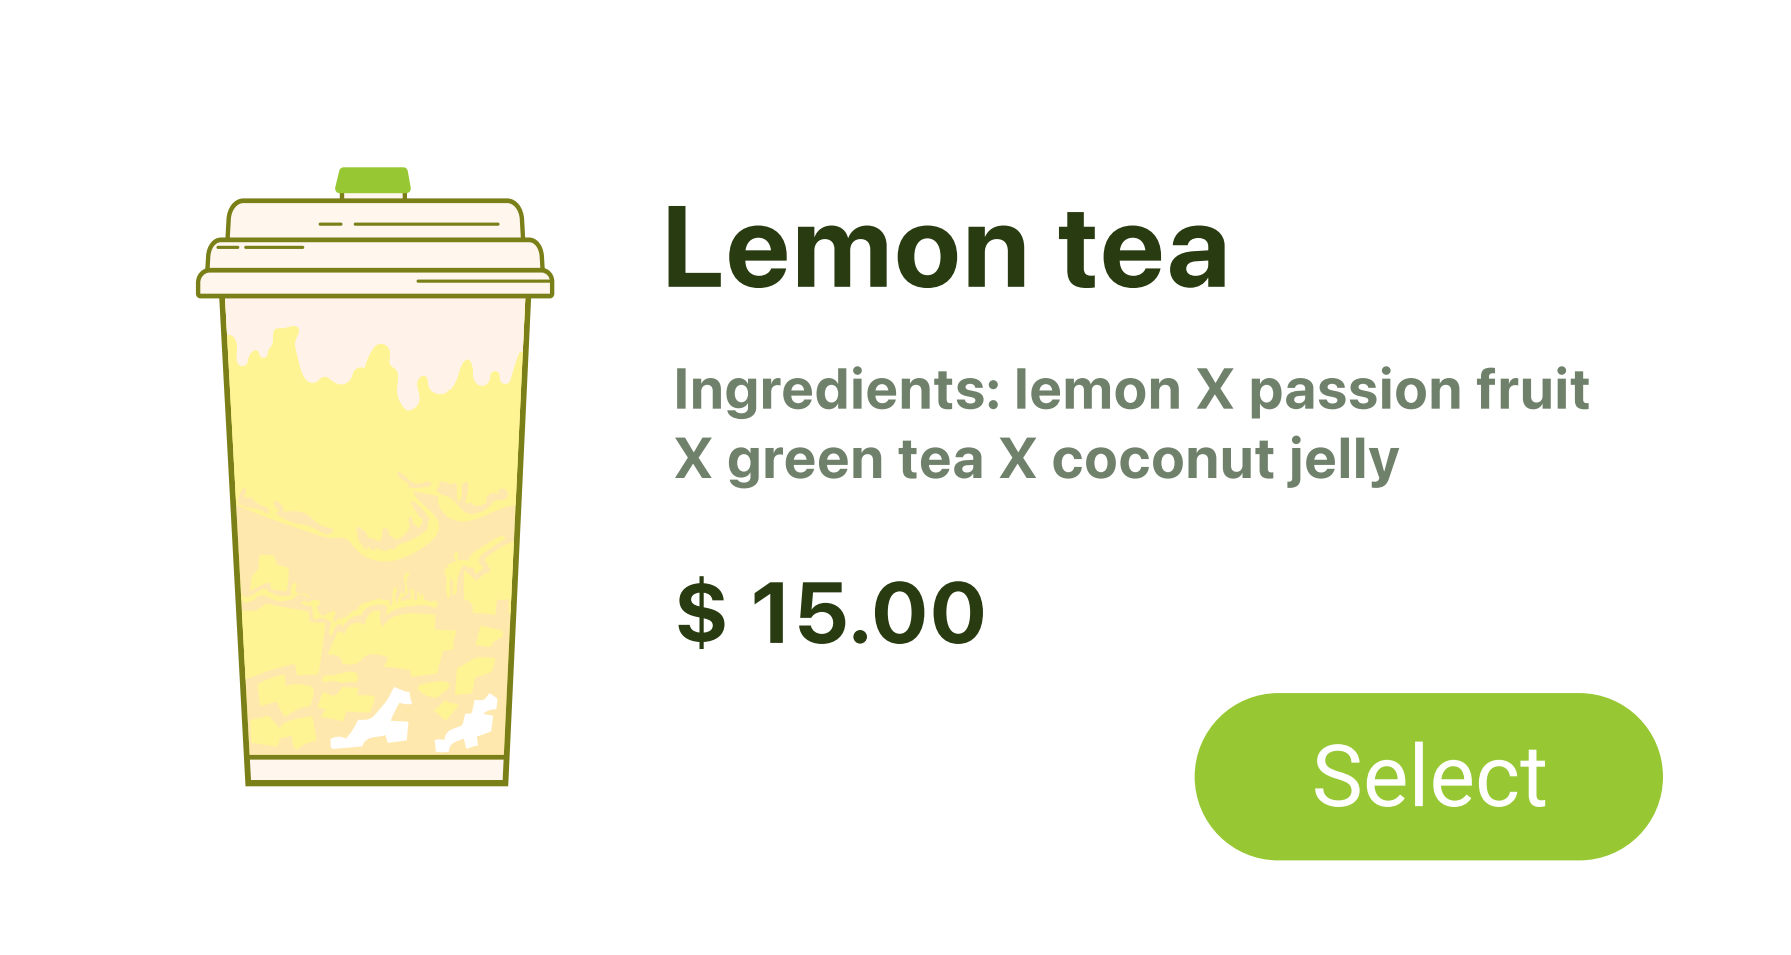 Lemon tea
Ingredients: lemon X passion fruit
X green tea X coconut jelly
$ 15.00
Select